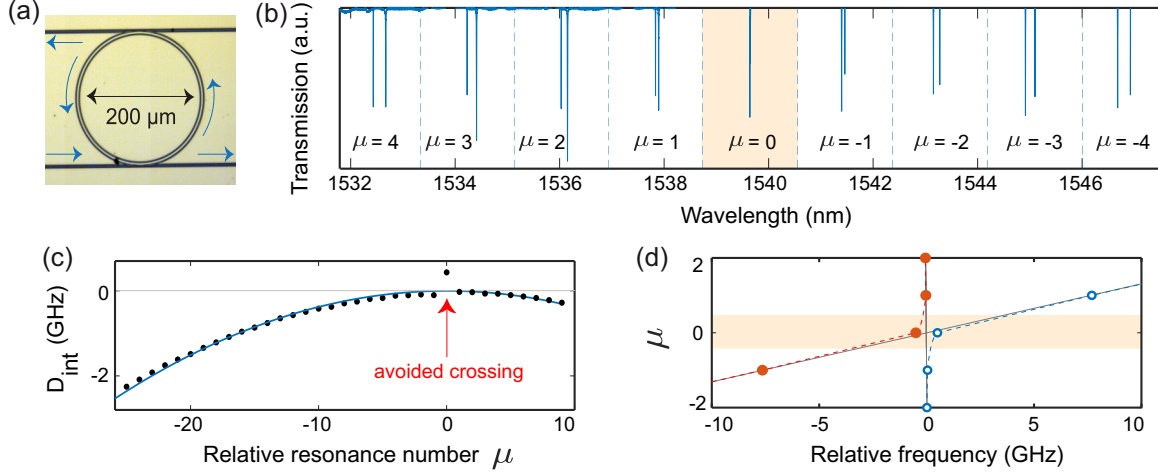 (a)
200 μm
(b)
Transmission (a.u.)
μ = 4
μ = 3
μ = 2
μ = 1
μ = 0
μ = -1
μ = -2
μ = -3
μ = -4
1532
1534
1536
1538
1540
1542
1544
1546
Wavelength (nm)
(c)
D_int (GHz)
0
-2
avoided crossing
-20
-10
0
10
Relative resonance number μ
(d)
μ
2
0
-2
-10
-5
0
5
10
Relative frequency (GHz)